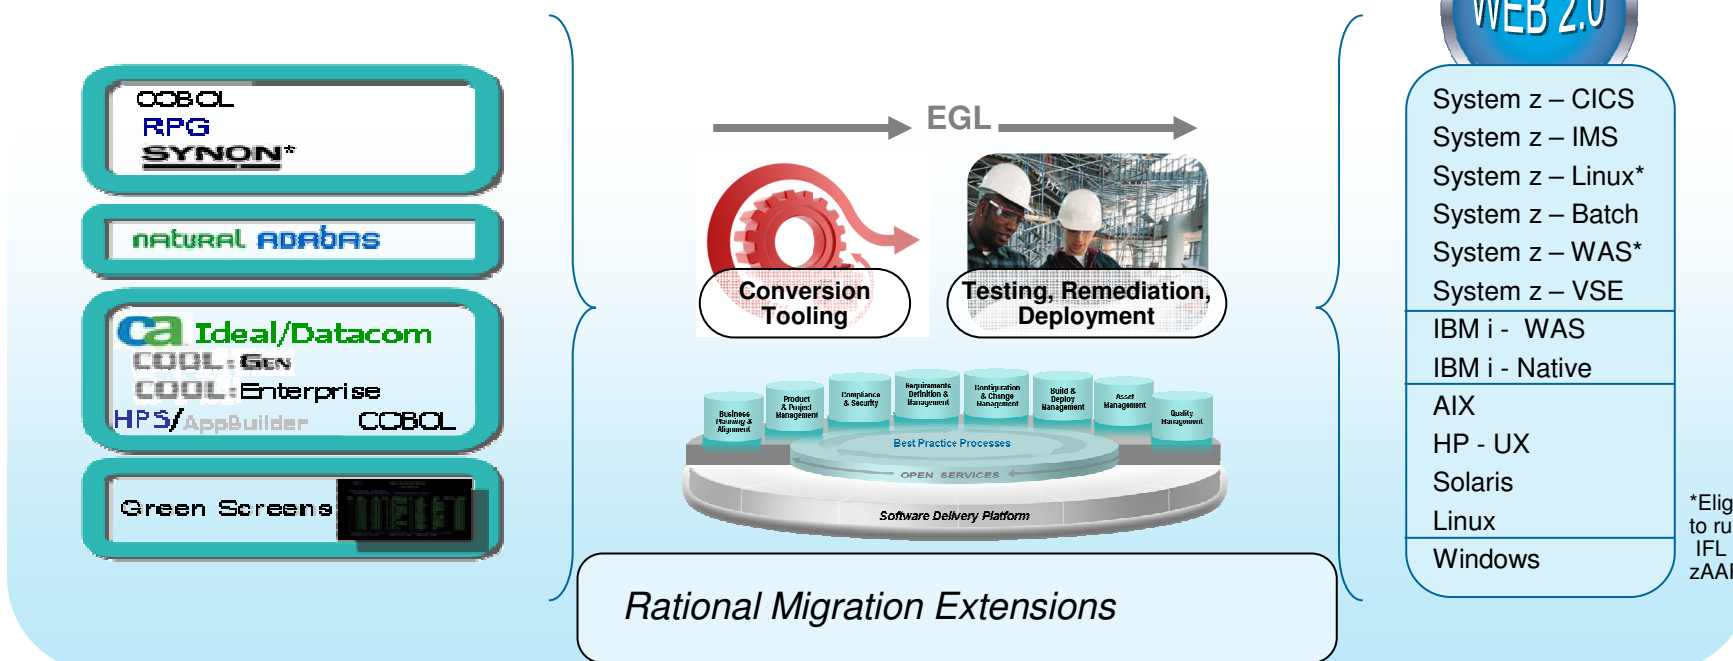 WEB 2.0
COBOL
RPG
SYNON*
natural ADABAS
ca Ideal/Datacom
COOL:GEN
COOL:Enterprise
HPS/AppBuilder COBOL
Green Screens
EGL
Conversion
Tooling
Testing, Remediation,
Deployment
Business
Planning &
Alignment
Product
& Project
Management
Compliance
& Security
Requirements
Definition &
Management
Configuration
& Change
Management
Build &
Deploy
Management
Asset
Management
Quality
Management
Best Practice Processes
OPEN SERVICES
Software Delivery Platform
Rational Migration Extensions
System z – CICS
System z – IMS
System z – Linux*
System z – Batch
System z – WAS*
System z – VSE
IBM i - WAS
IBM i - Native
AIX
HP - UX
Solaris
Linux
Windows
*Elig
to ru
IFL
zAAP